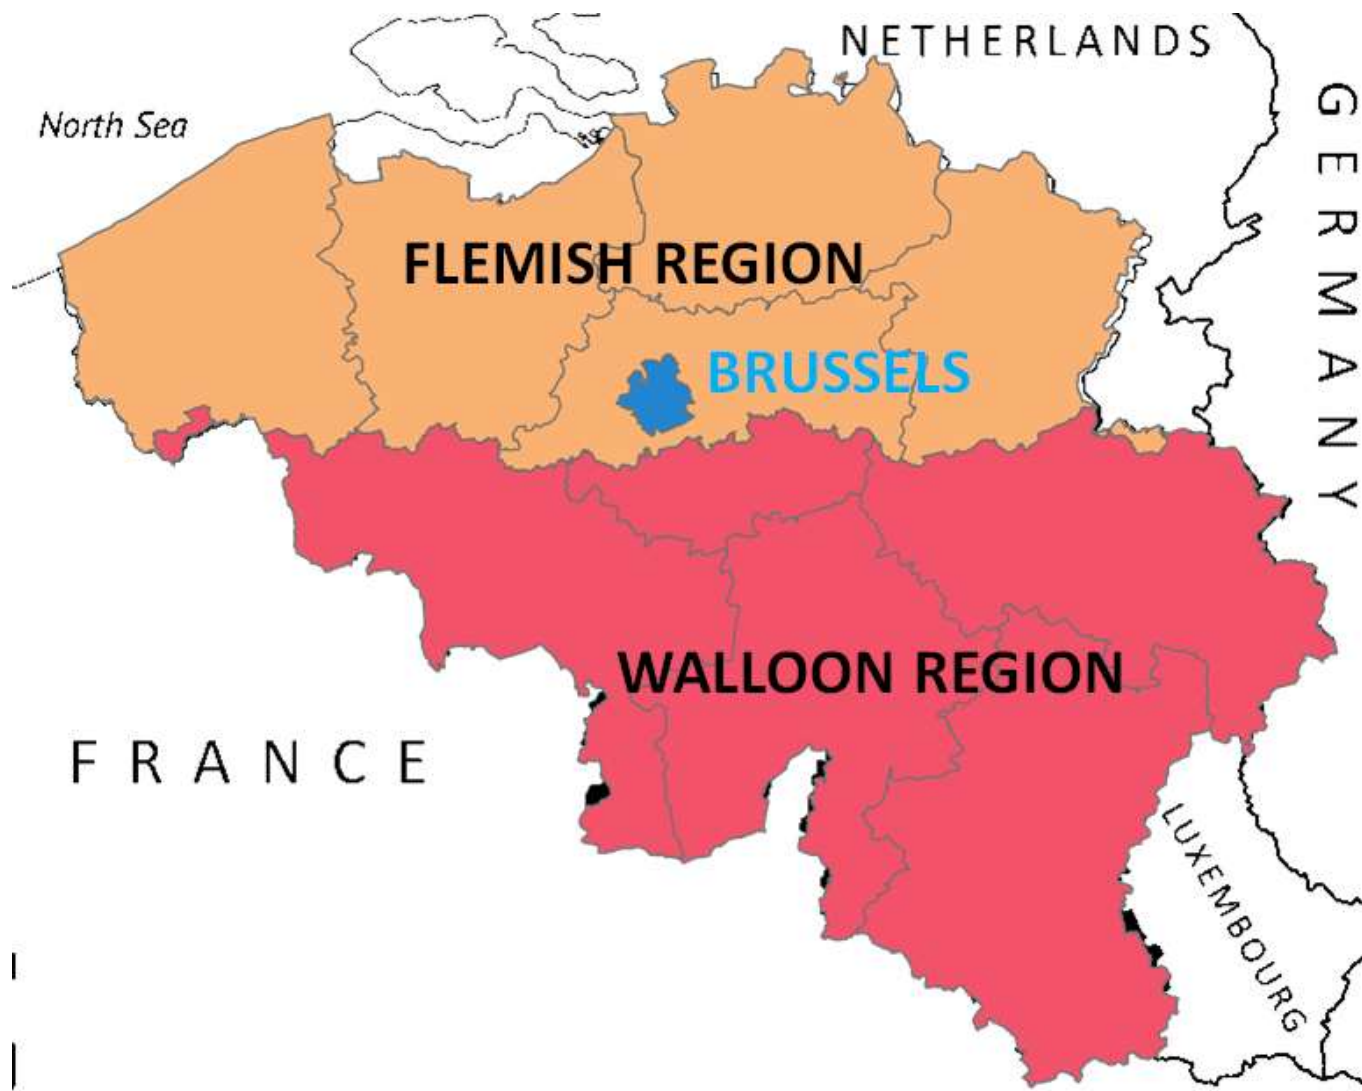 NETHERLANDS
North Sea
GERMANY
FLEMISH REGION
BRUSSELS
WALLOON REGION
FRANCE
LUXEMBOURG